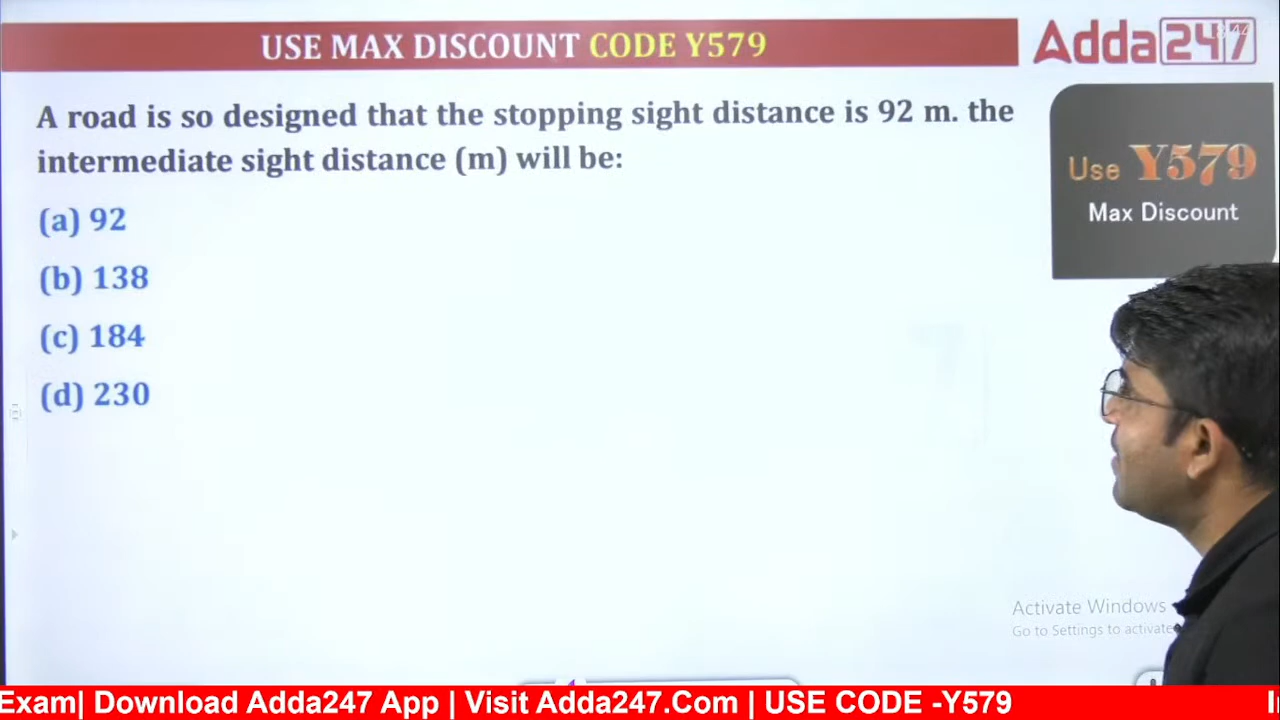 USE MAX DISCOUNT CODE Y579
Adda247
A road is so designed that the stopping sight distance is 92 m. the
intermediate sight distance (m) will be:
(a) 92
(b) 138
(c) 184
(d) 230
Use Y579
Max Discount
Activate Windows
Go to Settings to activate
Exam| Download Adda247 App | Visit Adda247.Com | USE CODE -Y579